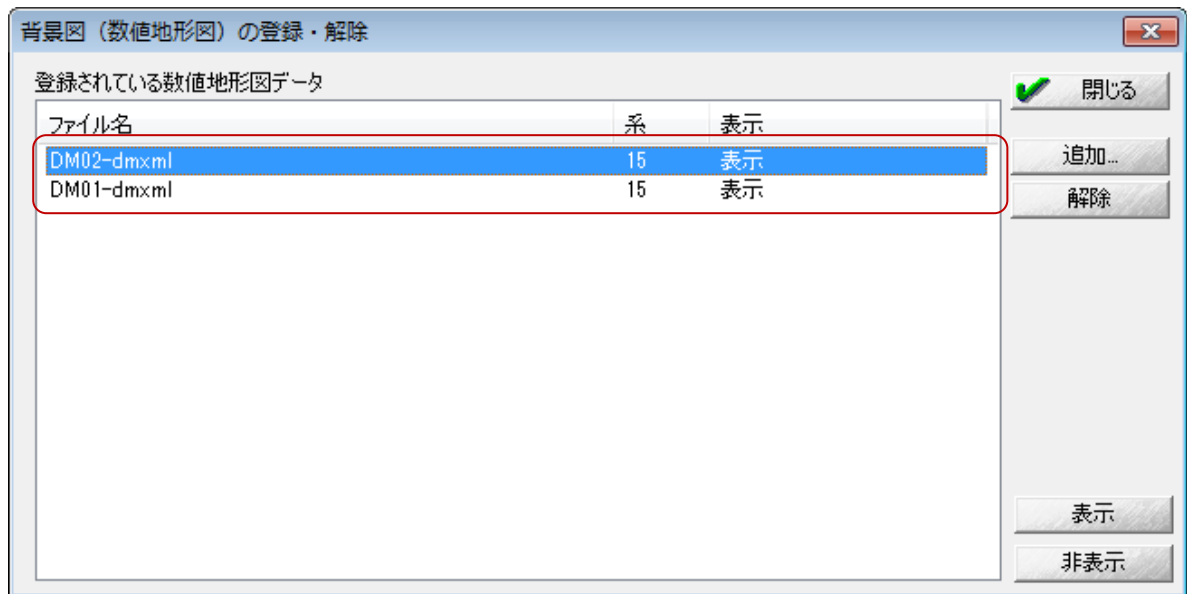 背景図（数値地形図）の登録・解除
登録されている数値地形図データ
閉じる
ファイル名 系 表示
追加...
DM02-dmxml 15 表示
DM01-dmxml 15 表示
解除
表示
非表示